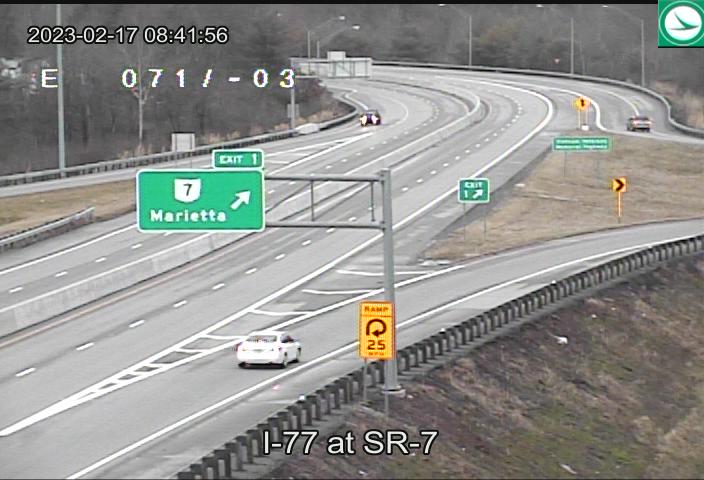 2023-02-17 08:41:56
E 071/-03
EXIT 1
7
Marietta
EXIT
1
RAMP
25
MPH
I-77 at SR-7